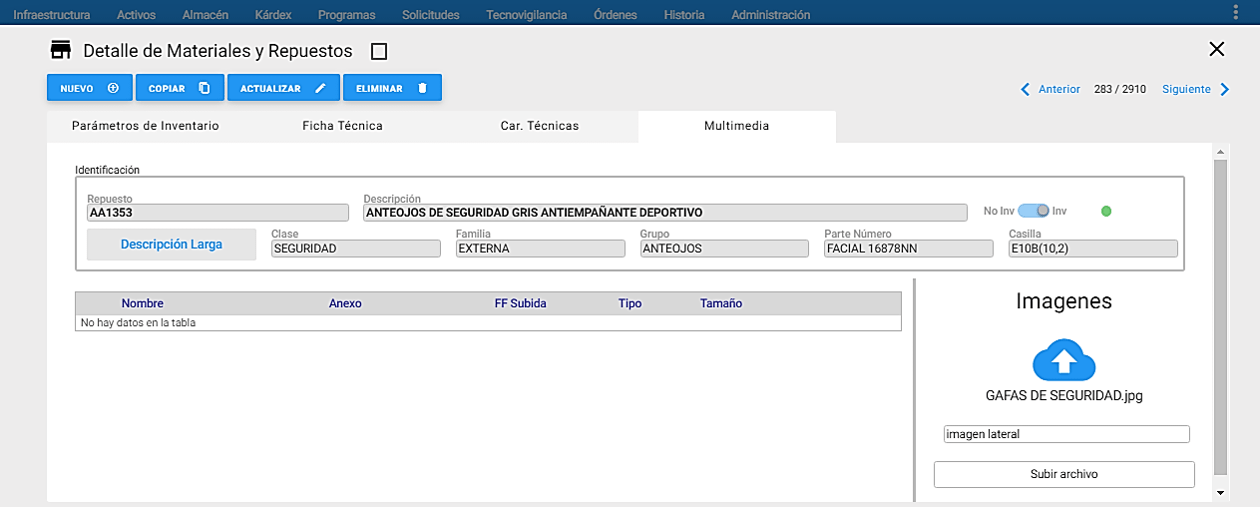 Infraestructura Activos Almacén Kárdex Programas Solicitudes Tecnovigilancia Órdenes Historia Administración
Detalle de Materiales y Repuestos
NUEVO COPIAR ACTUALIZAR ELIMINAR
Anterior 283 / 2910 Siguiente
Parámetros de Inventario Ficha Técnica Car. Técnicas Multimedia
Identificación
Repuesto Descripción
AA1353 ANTEOJOS DE SEGURIDAD GRIS ANTIEMPAÑANTE DEPORTIVO No Inv Inv
Descripción Larga
Clase Familia Grupo Parte Número Casilla
SEGURIDAD EXTERNA ANTEOJOS FACIAL 16878NN E10B(10,2)
Nombre Anexo FF Subida Tipo Tamaño
No hay datos en la tabla
Imagenes
GAFAS DE SEGURIDAD.jpg
imagen lateral
Subir archivo